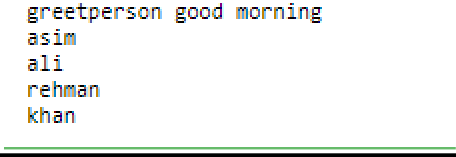 greetperson good morning
asim
ali
rehman
khan